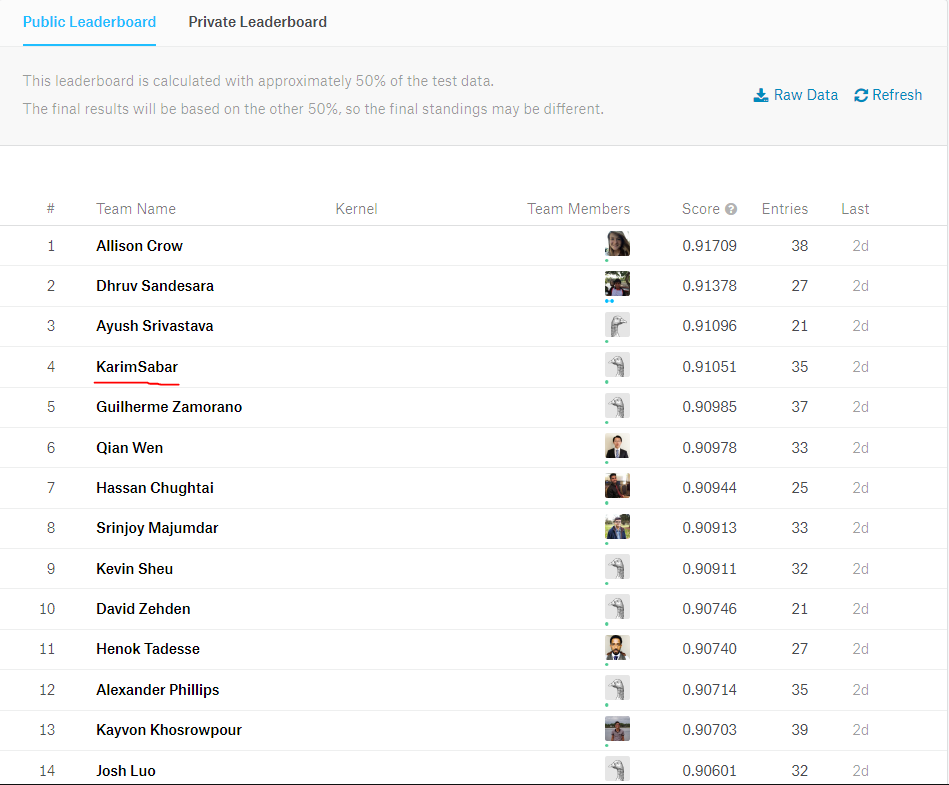 Public Leaderboard Private Leaderboard
This leaderboard is calculated with approximately 50% of the test data.
The final results will be based on the other 50%, so the final standings may be different.
Raw Data Refresh
# Team Name Kernel Team Members Score ? Entries Last
1 Allison Crow 0.91709 38 2d
2 Dhruv Sandesara 0.91378 27 2d
3 Ayush Srivastava 0.91096 21 2d
4 KarimSabar 0.91051 35 2d
5 Guilherme Zamorano 0.90985 37 2d
6 Qian Wen 0.90978 33 2d
7 Hassan Chughtai 0.90944 25 2d
8 Srinjoy Majumdar 0.90913 33 2d
9 Kevin Sheu 0.90911 32 2d
10 David Zehden 0.90746 21 2d
11 Henok Tadesse 0.90740 27 2d
12 Alexander Phillips 0.90714 35 2d
13 Kayvon Khosrowpour 0.90703 39 2d
14 Josh Luo 0.90601 32 2d